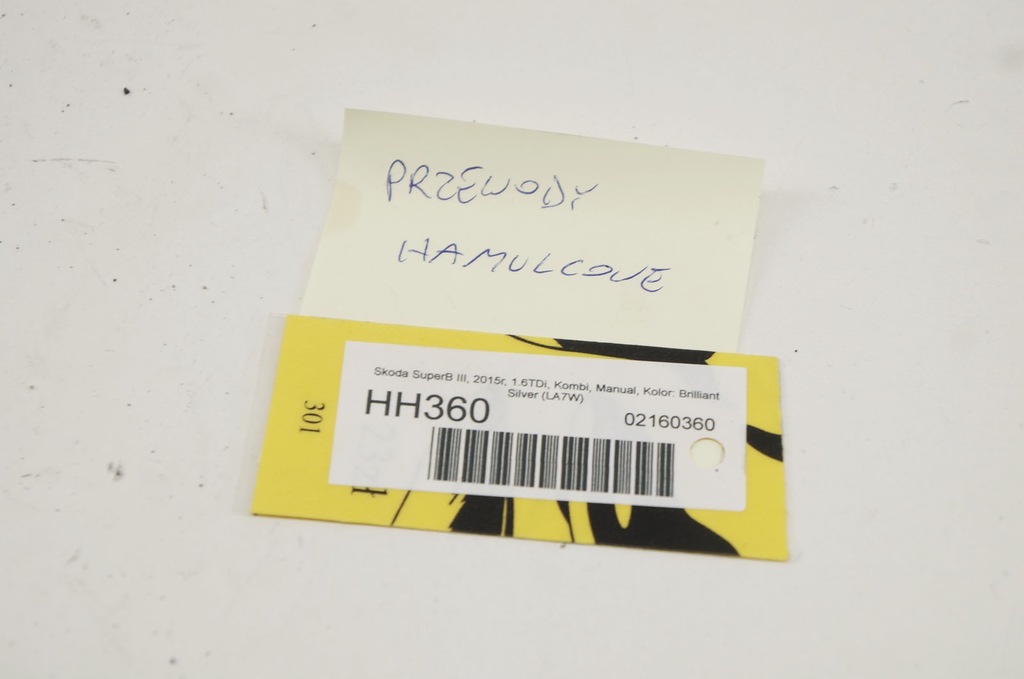 PRZEWODY
HAMULCOWE
Skoda SuperB III, 2015r, 1.6TDi, Kombi, Manual, Kolor: Brilliant
Silver (LA7W)
HH360
02160360
301